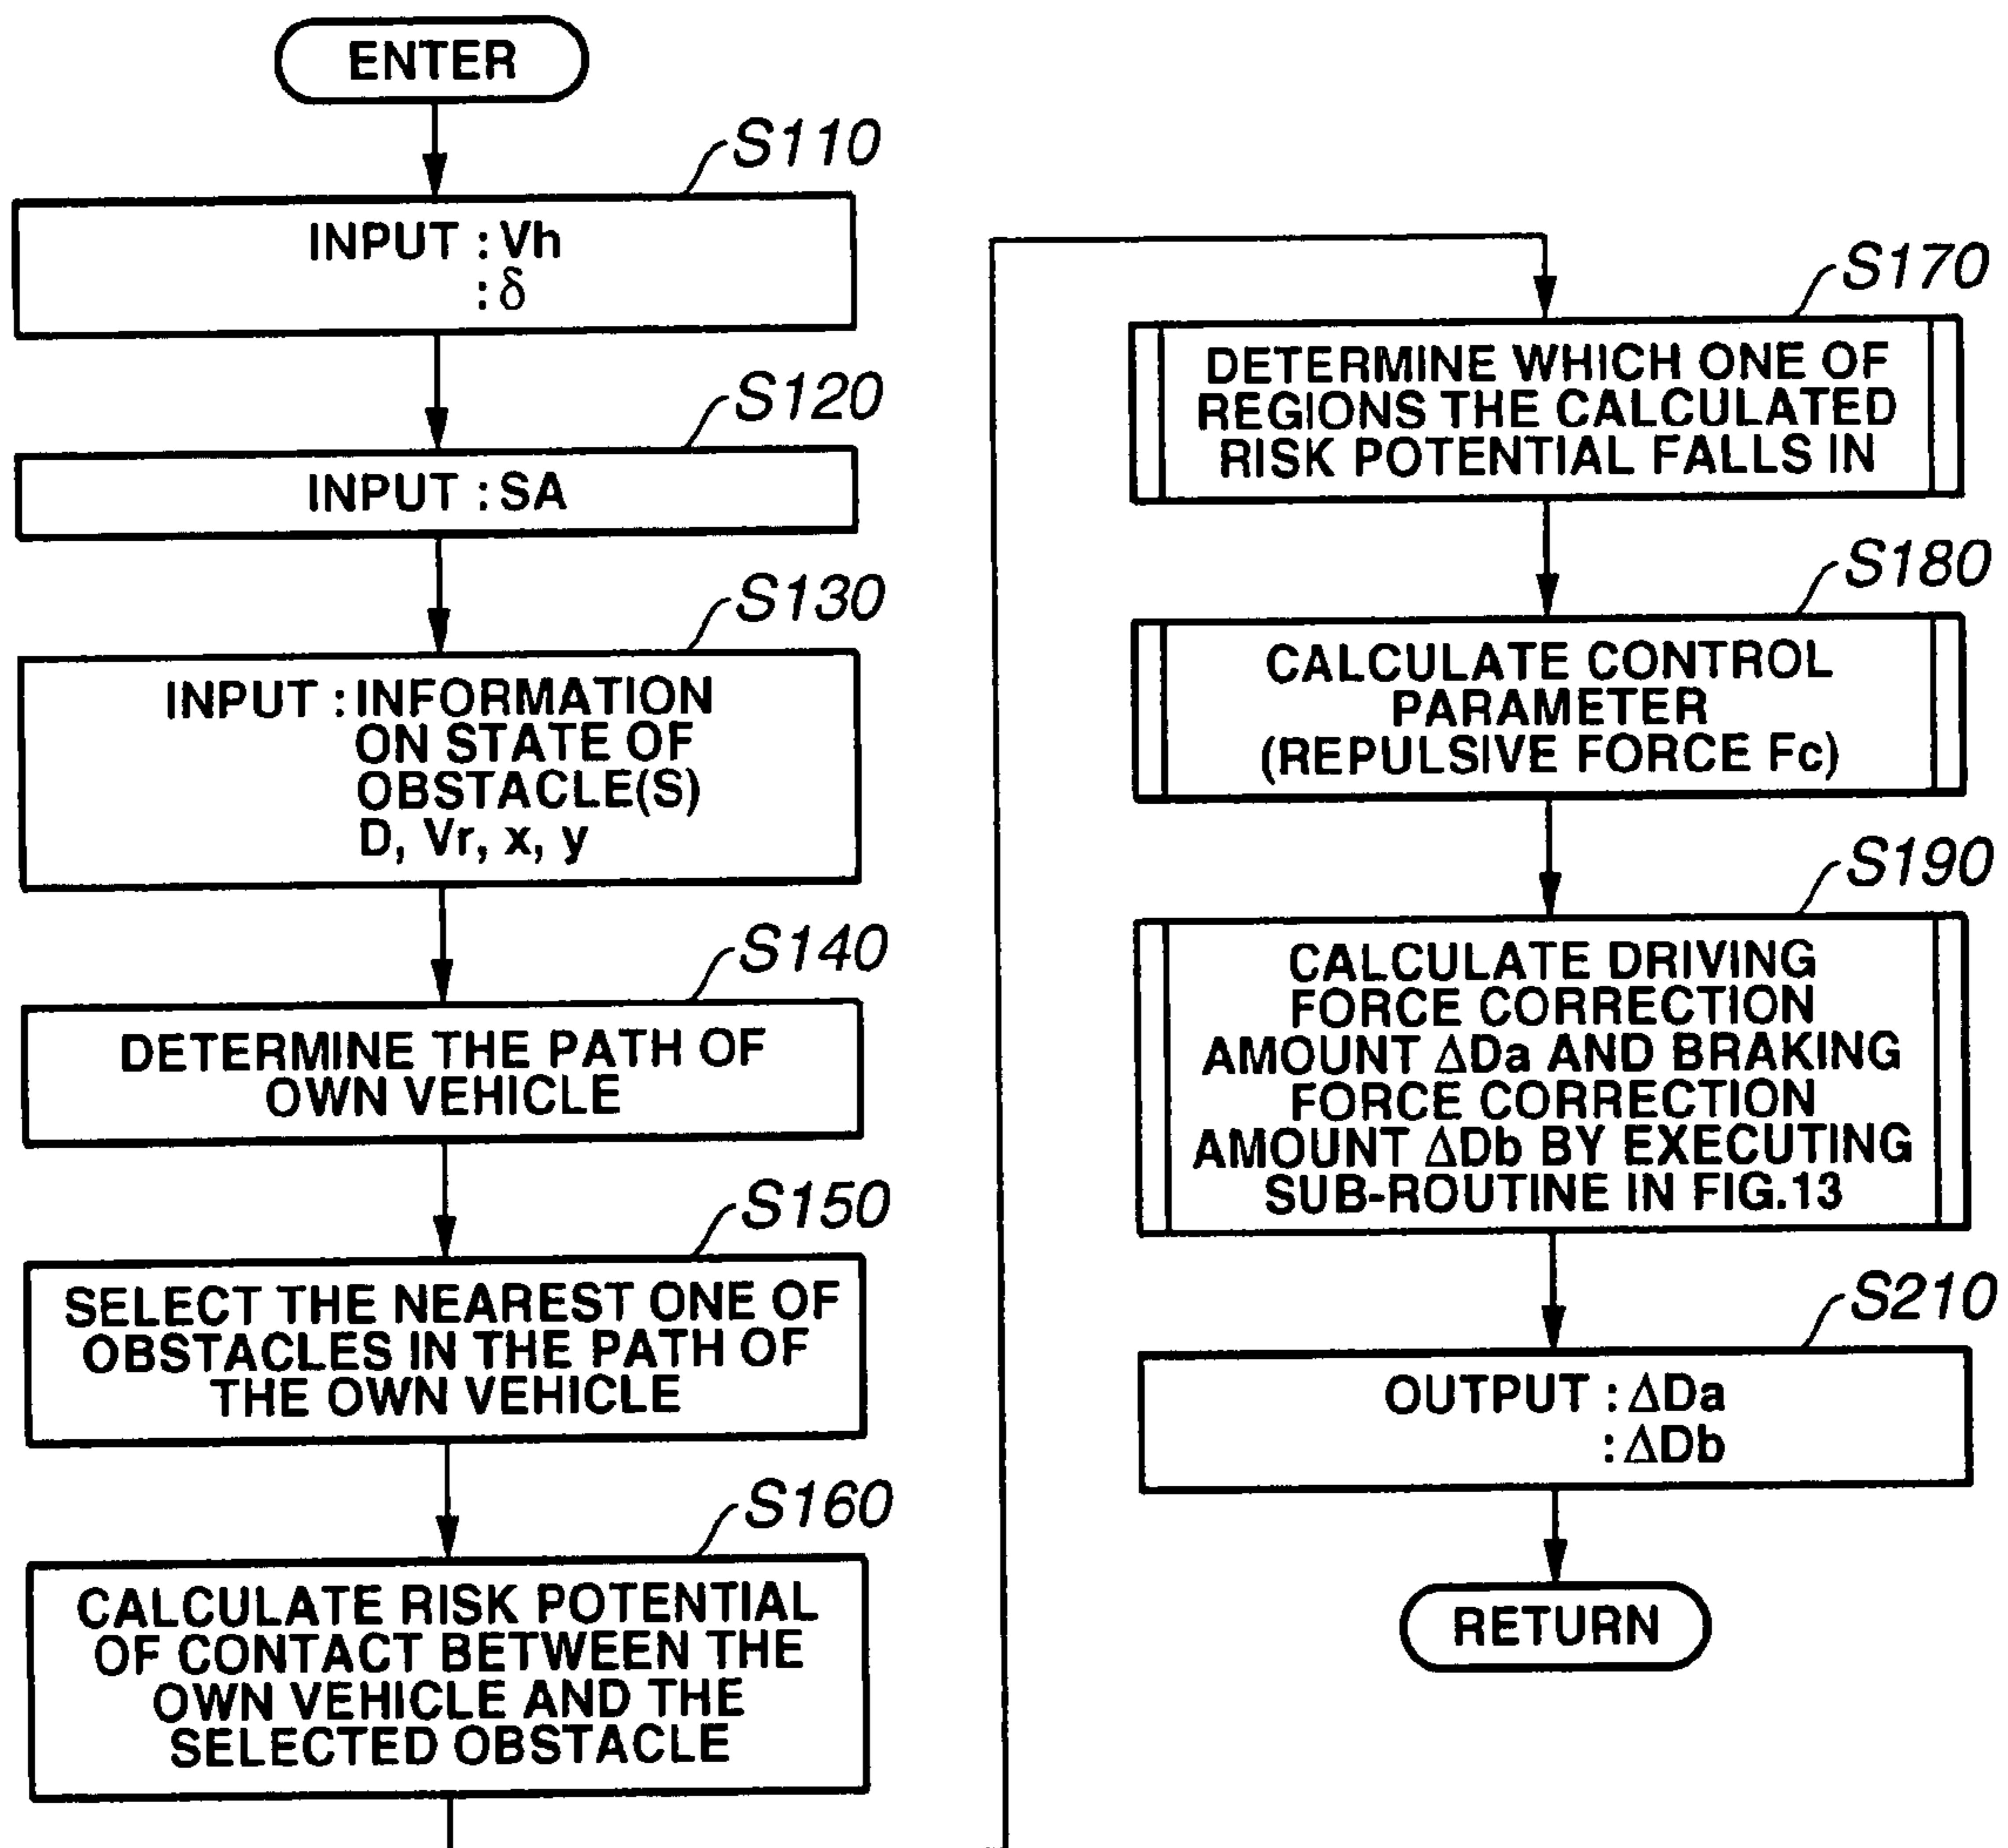 ENTER
S110
INPUT : Vh
: δ
S120
INPUT : SA
S130
INPUT : INFORMATION
ON STATE OF
OBSTACLE(S)
D, Vr, x, y
S140
DETERMINE THE PATH OF
OWN VEHICLE
S150
SELECT THE NEAREST ONE OF
OBSTACLES IN THE PATH OF
THE OWN VEHICLE
S160
CALCULATE RISK POTENTIAL
OF CONTACT BETWEEN THE
OWN VEHICLE AND THE
SELECTED OBSTACLE
S170
DETERMINE WHICH ONE OF
REGIONS THE CALCULATED
RISK POTENTIAL FALLS IN
S180
CALCULATE CONTROL
PARAMETER
(REPULSIVE FORCE Fc)
S190
CALCULATE DRIVING
FORCE CORRECTION
AMOUNT ΔDa AND BRAKING
FORCE CORRECTION
AMOUNT ΔDb BY EXECUTING
SUB-ROUTINE IN FIG.13
S210
OUTPUT : ΔDa
: ΔDb
RETURN